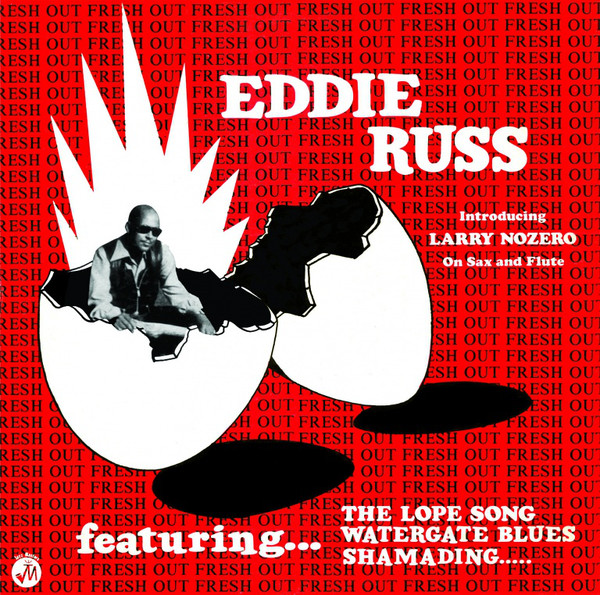 RESH OUT FRESH OUT FRESH OUT FRESH OUT FRESH OUT FRESH OUT
EDDIE
RUSS
Introducing
LARRY NOZERO
On Sax and Flute
featuring...
THE LOPE SONG
WATERGATE BLUES
SHAMADING.....